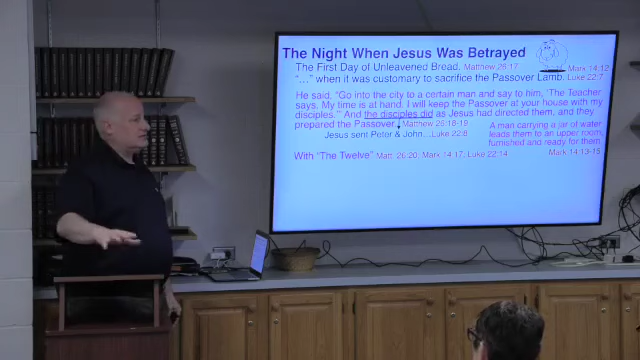 The Night When Jesus Was Betrayed
The First Day of Unleavened Bread. Matthew 26:17 Mark 14:12
"…" when it was customary to sacrifice the Passover Lamb. Luke 22:7
He said, "Go into the city to a certain man and say to him, 'The Teacher
says, My time is at hand. I will keep the Passover at your house with my
disciples.'" And the disciples did as Jesus had directed them, and they
prepared the Passover. Matthew 26:18-19
Jesus sent Peter & John…Luke 22:8
A man carrying a jar of water
leads them to an upper room,
furnished and ready for them.
Mark 14:13-15
With "The Twelve" Matt. 26:20, Mark 14:17, Luke 22:14